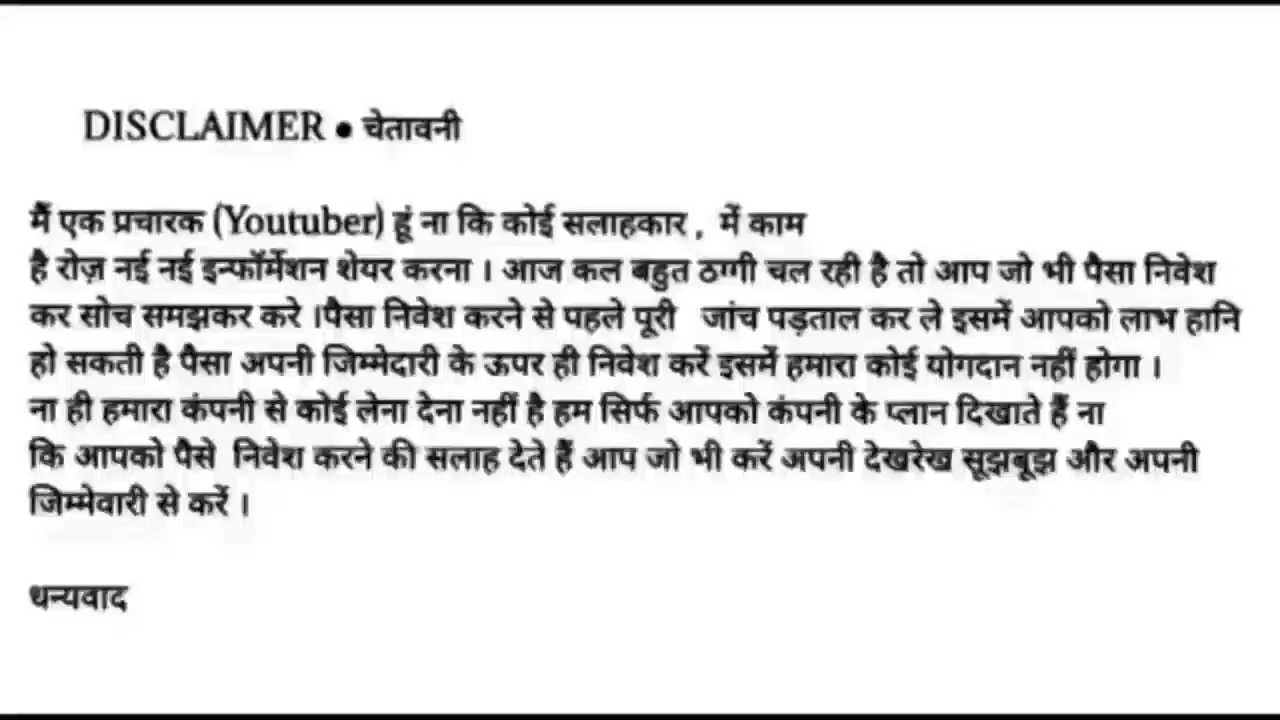 DISCLAIMER • चेतावनी
मैं एक प्रचारक (Youtuber) हूं ना कि कोई सलाहकार , में काम
है रोज़ नई नई इन्फॉर्मेशन शेयर करना । आज कल बहुत ठग्गी चल रही है तो आप जो भी पैसा निवेश
कर सोच समझकर करे ।पैसा निवेश करने से पहले पूरी जांच पड़ताल कर ले इसमें आपको लाभ हानि
हो सकती है पैसा अपनी जिम्मेदारी के ऊपर ही निवेश करें इसमें हमारा कोई योगदान नहीं होगा ।
ना ही हमारा कंपनी से कोई लेना देना नहीं है हम सिर्फ आपको कंपनी के प्लान दिखाते हैं ना
कि आपको पैसे निवेश करने की सलाह देते हैं आप जो भी करें अपनी देखरेख सूझबूझ और अपनी
जिम्मेवारी से करें ।
धन्यवाद